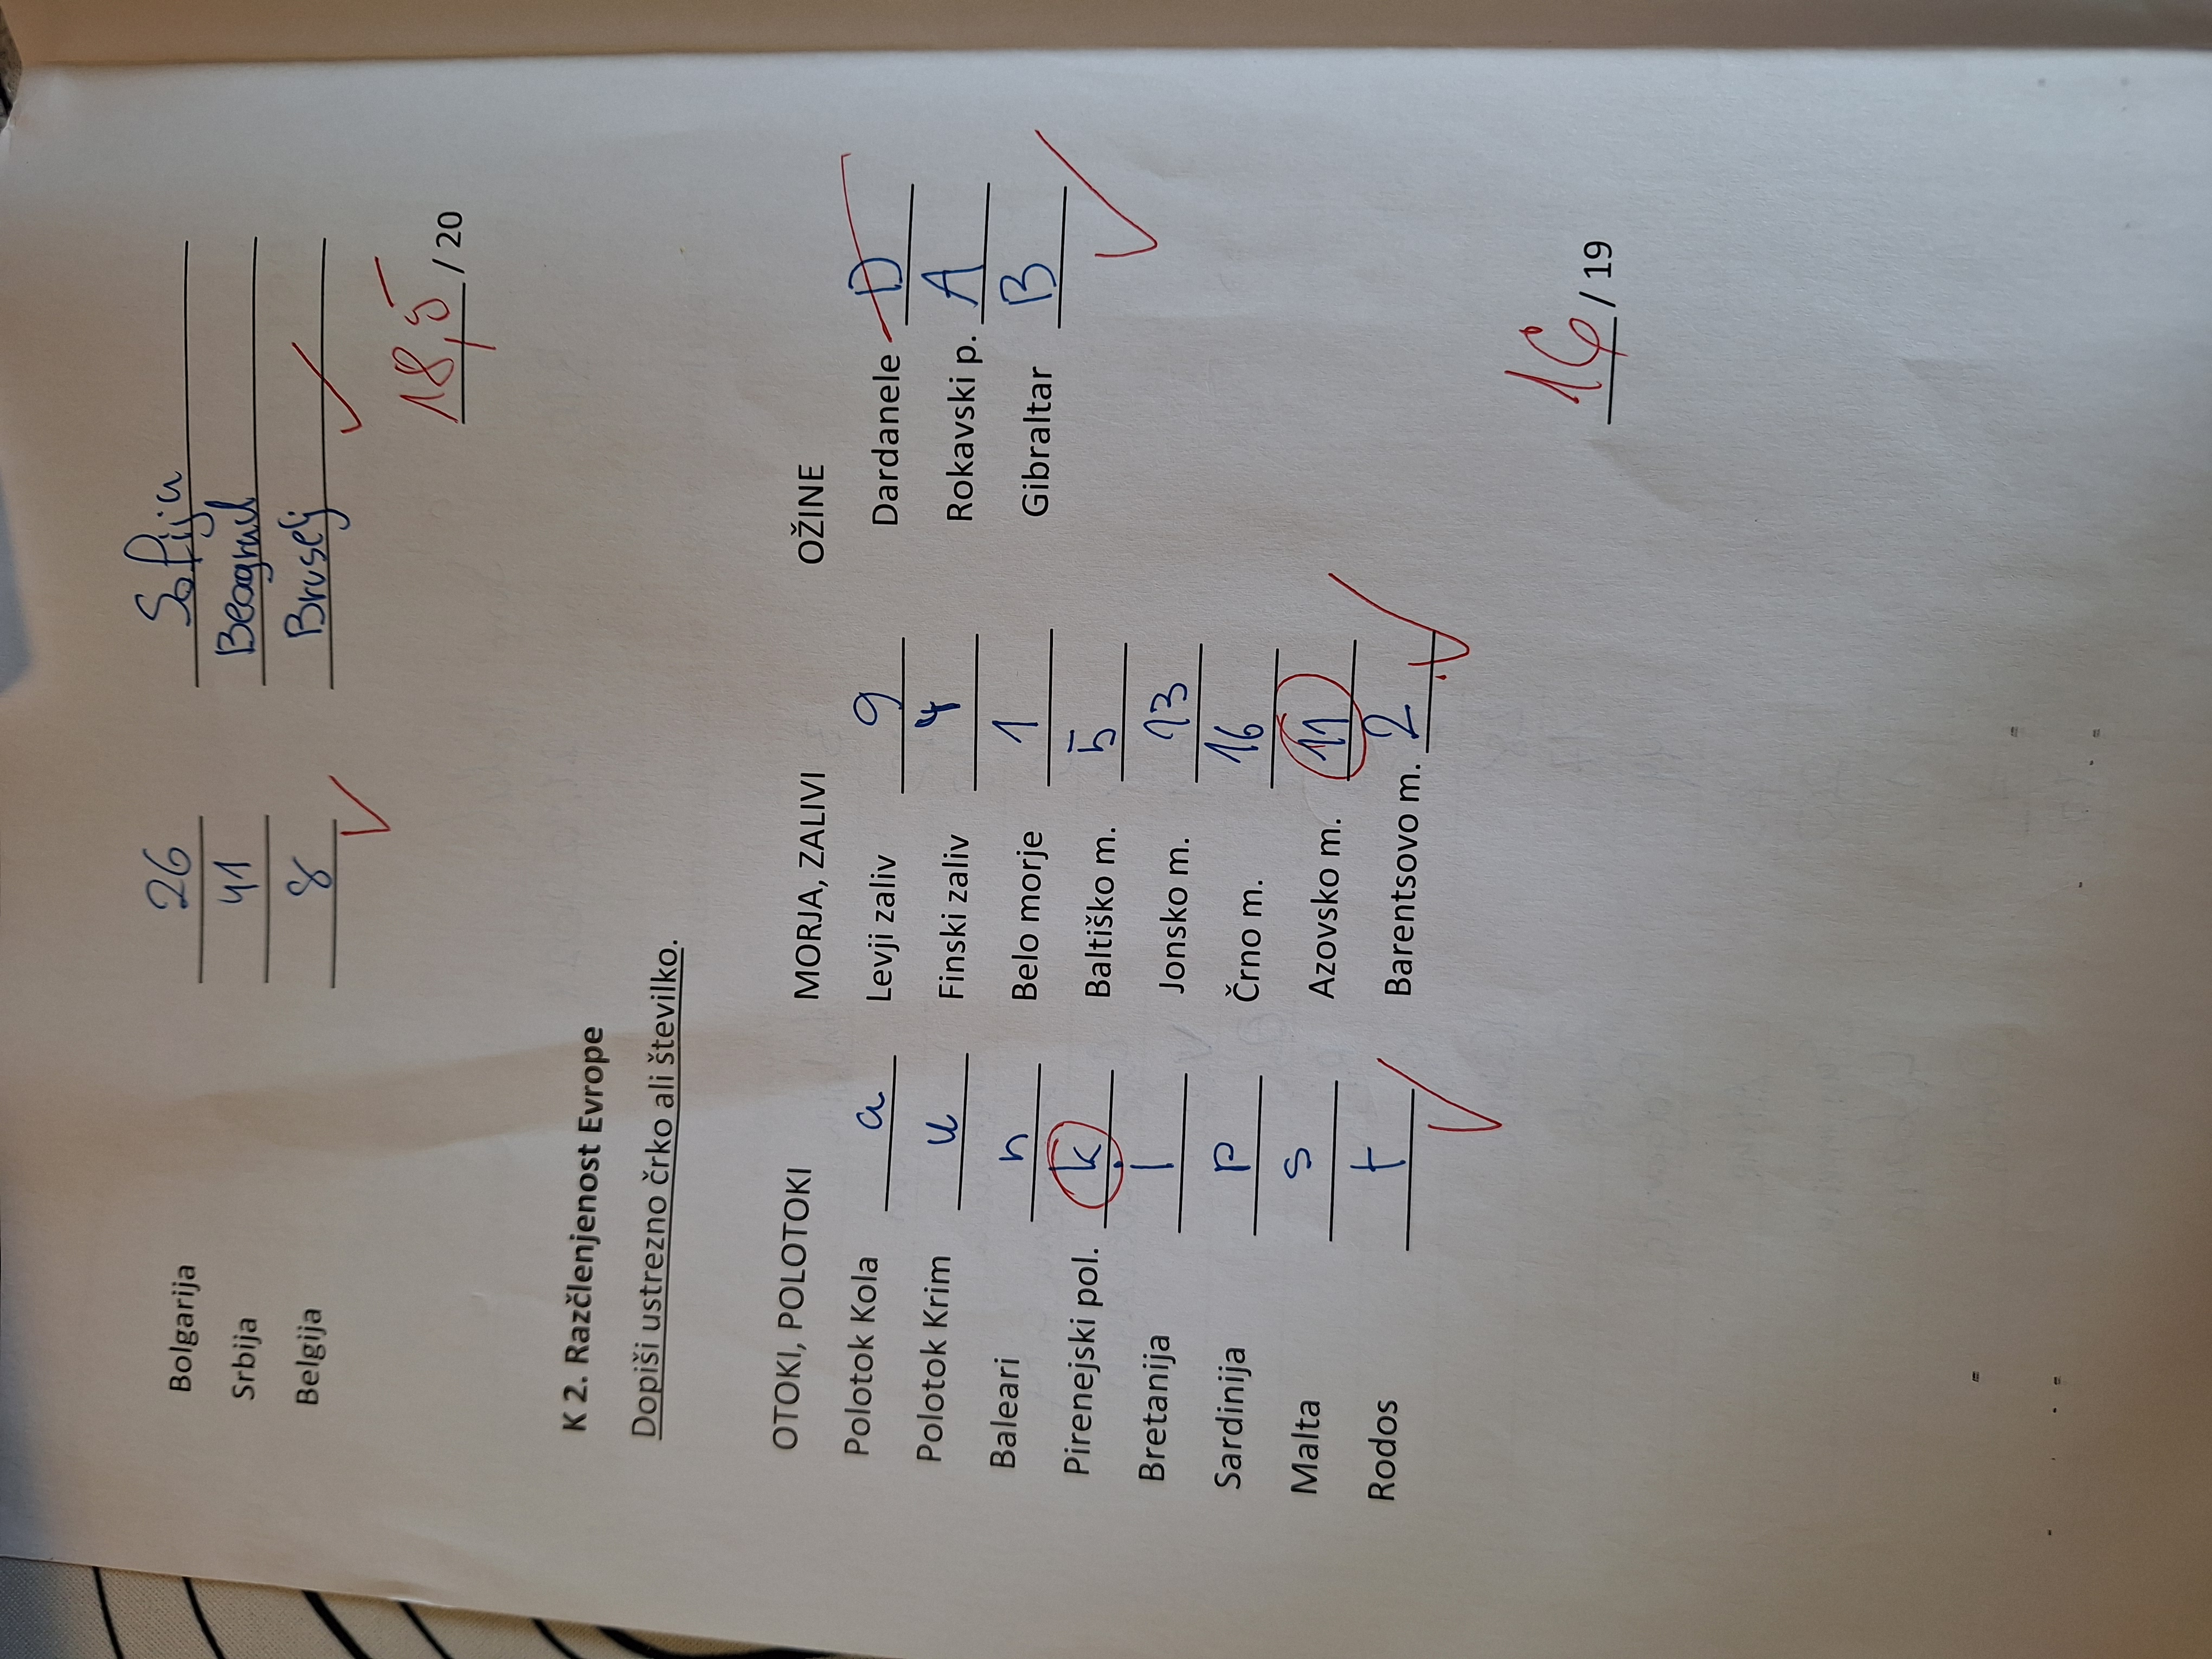 Bolgarija 26 Sofija
Srbija 41 Beograd
Belgija 8 Bruselj
18,5 / 20
K 2. Razčlenjenost Evrope
Dopiši ustrezno črko ali številko.
OTOKI, POLOTOKI MORJA, ZALIVI OŽINE
Polotok Kola a Levji zaliv 9 Dardanele D
Polotok Krim u Finski zaliv 4 Rokavski p. A
Baleari n Belo morje 1 Gibraltar B
Pirenejski pol. k Baltiško m. 5
Bretanija j Jonsko m. 13
Sardinija p Črno m. 16
Malta s Azovsko m. 11
Rodos t Barentsovo m. 2
16 / 19